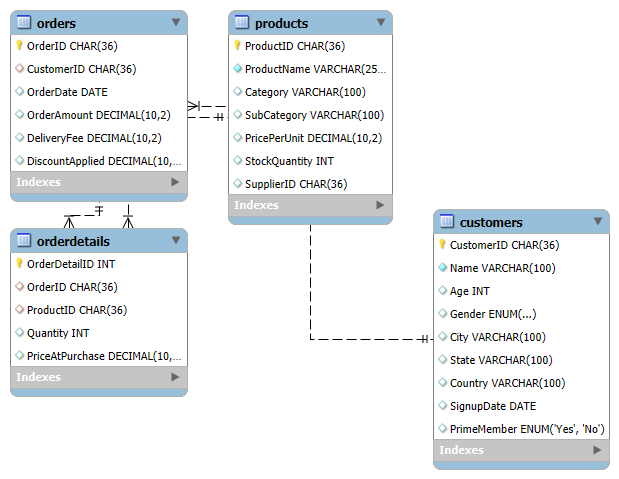 orders
OrderID CHAR(36)
CustomerID CHAR(36)
OrderDate DATE
OrderAmount DECIMAL(10,2)
DeliveryFee DECIMAL(10,2)
DiscountApplied DECIMAL(10,...
Indexes
products
ProductID CHAR(36)
ProductName VARCHAR(25...
Category VARCHAR(100)
SubCategory VARCHAR(100)
PricePerUnit DECIMAL(10,2)
StockQuantity INT
SupplierID CHAR(36)
Indexes
orderdetails
OrderDetailID INT
OrderID CHAR(36)
ProductID CHAR(36)
Quantity INT
PriceAtPurchase DECIMAL(10,...
Indexes
customers
CustomerID CHAR(36)
Name VARCHAR(100)
Age INT
Gender ENUM(...)
City VARCHAR(100)
State VARCHAR(100)
Country VARCHAR(100)
SignupDate DATE
PrimeMember ENUM('Yes', 'No')
Indexes